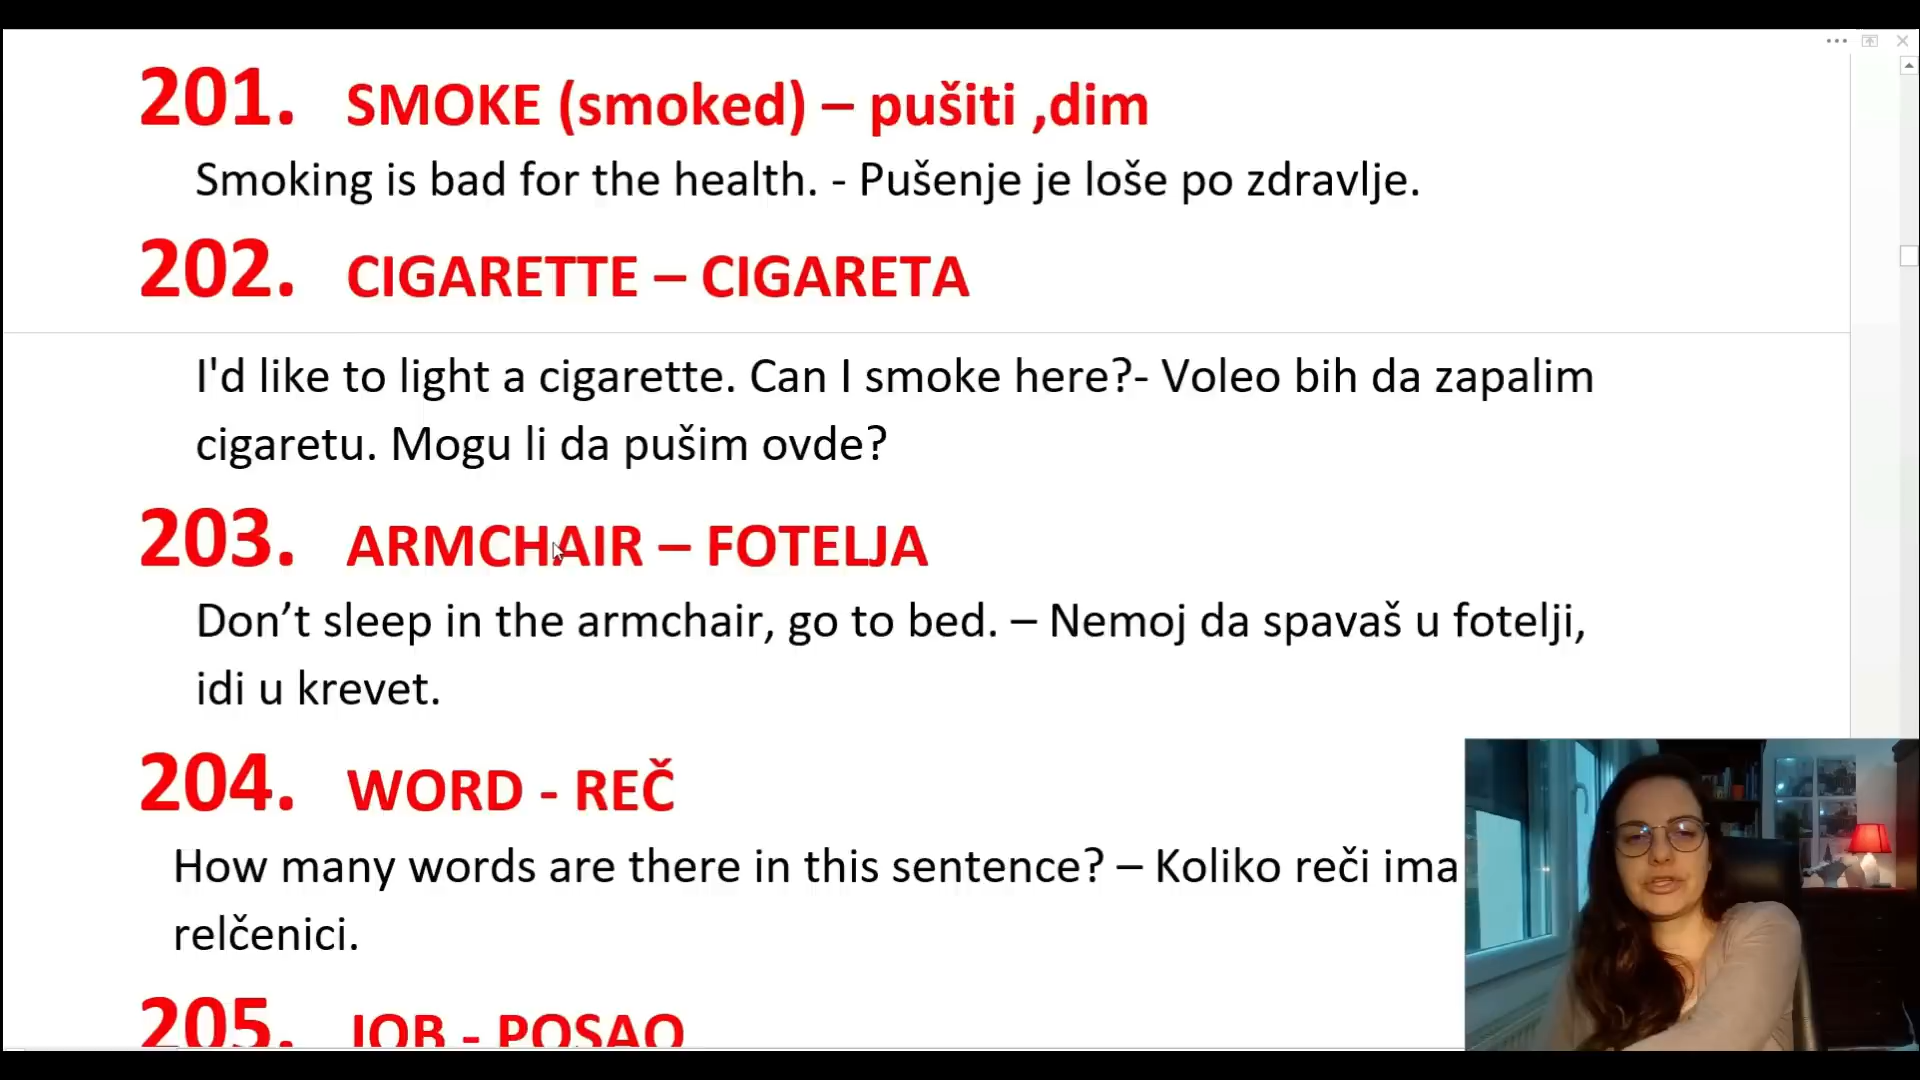 201. SMOKE (smoked) – pušiti ,dim
Smoking is bad for the health. - Pušenje je loše po zdravlje.
202. CIGARETTE – CIGARETA
I'd like to light a cigarette. Can I smoke here?- Voleo bih da zapalim
cigaretu. Mogu li da pušim ovde?
203. ARMCHAIR – FOTELJA
Don’t sleep in the armchair, go to bed. – Nemoj da spavaš u fotelji,
idi u krevet.
204. WORD - REČ
How many words are there in this sentence? – Koliko reči ima
relčenici.
205. JOB - POSAO